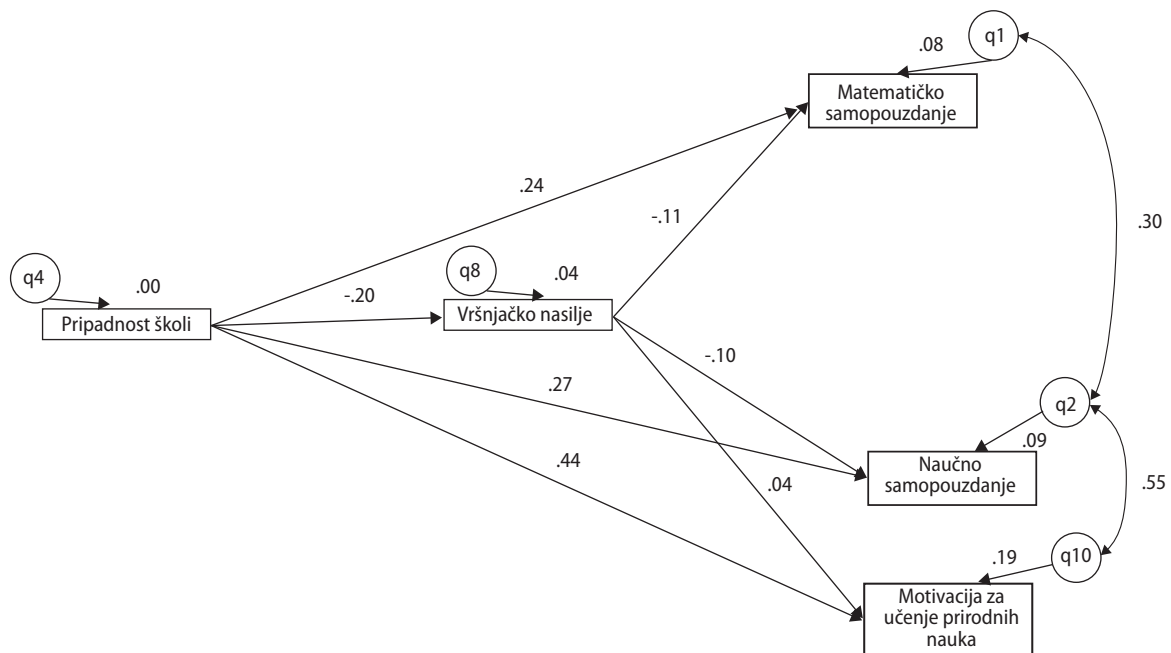 q1
.08
Matematičko
samopouzdanje
.24
-.11
.30
q4
.00
q8
.04
-.20
Pripadnost školi
Vršnjačko nasilje
-.10
.27
q2
.09
.44
.04
Naučno
samopouzdanje
.55
q10
.19
Motivacija za
učenje prirodnih
nauka